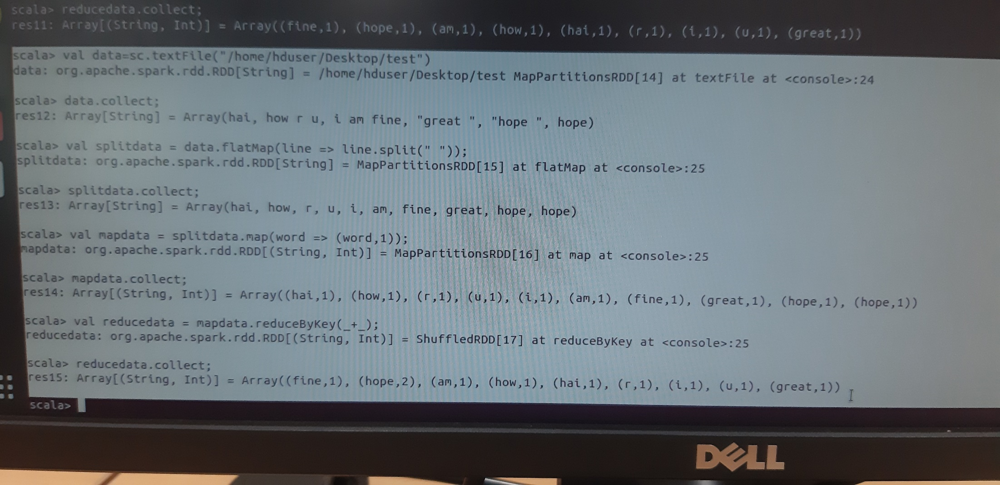 scala> reducedata.collect;
res11: Array[(String, Int)] = Array((fine,1), (hope,1), (am,1), (how,1), (hai,1), (r,1), (i,1), (u,1), (great,1))
scala> val data=sc.textFile("/home/hduser/Desktop/test")
data: org.apache.spark.rdd.RDD[String] = /home/hduser/Desktop/test MapPartitionsRDD[14] at textFile at <console>:24
scala> data.collect;
res12: Array[String] = Array(hai, how r u, i am fine, "great ", "hope ", hope)
scala> val splitdata = data.flatMap(line => line.split(" "));
splitdata: org.apache.spark.rdd.RDD[String] = MapPartitionsRDD[15] at flatMap at <console>:25
scala> splitdata.collect;
res13: Array[String] = Array(hai, how, r, u, i, am, fine, great, hope, hope)
scala> val mapdata = splitdata.map(word => (word,1));
mapdata: org.apache.spark.rdd.RDD[(String, Int)] = MapPartitionsRDD[16] at map at <console>:25
scala> mapdata.collect;
res14: Array[(String, Int)] = Array((hai,1), (how,1), (r,1), (u,1), (i,1), (am,1), (fine,1), (great,1), (hope,1), (hope,1))
scala> val reducedata = mapdata.reduceByKey(_+_);
reducedata: org.apache.spark.rdd.RDD[(String, Int)] = ShuffledRDD[17] at reduceByKey at <console>:25
scala> reducedata.collect;
res15: Array[(String, Int)] = Array((fine,1), (hope,2), (am,1), (how,1), (hai,1), (r,1), (i,1), (u,1), (great,1))
scala>
DELL